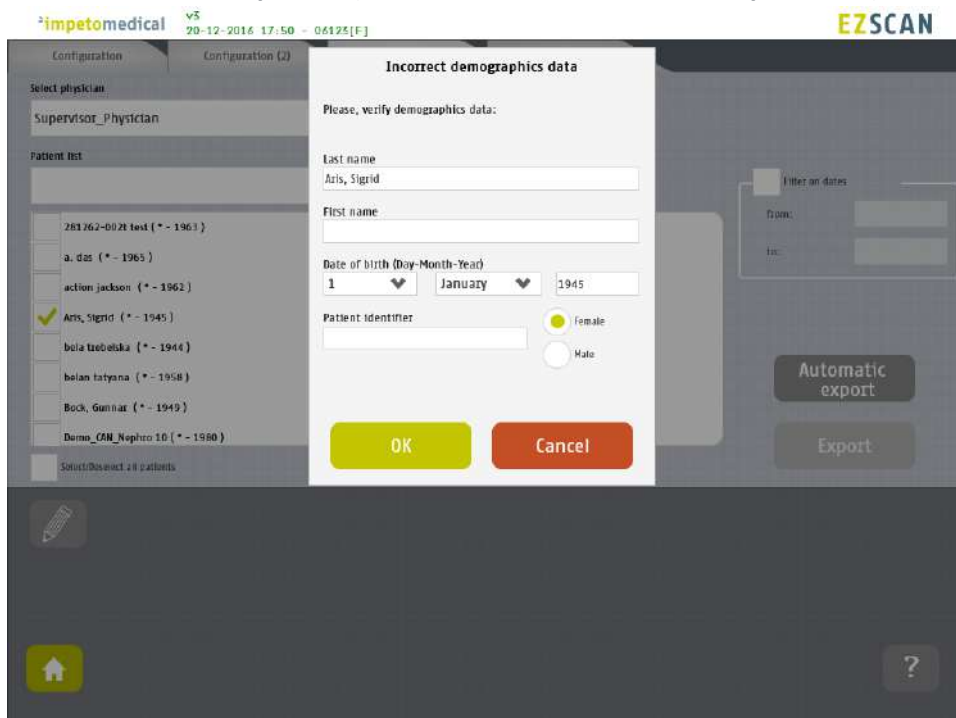 impetomedical
v3
20-12-2016 17:50 - 06125[F]
EZSCAN
Configuration
Configuration (2)
Select physician
Supervisor_Physician
Patient list
281262-002t test ( * - 1963 )
a. das ( * - 1965 )
action jackson ( * - 1962 )
Aris, Sigrid ( * - 1945 )
bela trebelska ( * - 1944 )
belan tatyana ( * - 1958 )
Bock, Gunnar ( * - 1949 )
Demo_CAN_Nephro 10 ( * - 1980 )
Select/Deselect all patients
Incorrect demographics data
Please, verify demographics data:
Last name
Aris, Sigrid
First name
Date of birth (Day-Month-Year)
1 January 1945
Patient identifier
Female
Male
OK
Cancel
Filter on dates
from:
to:
Automatic
export
Export
?